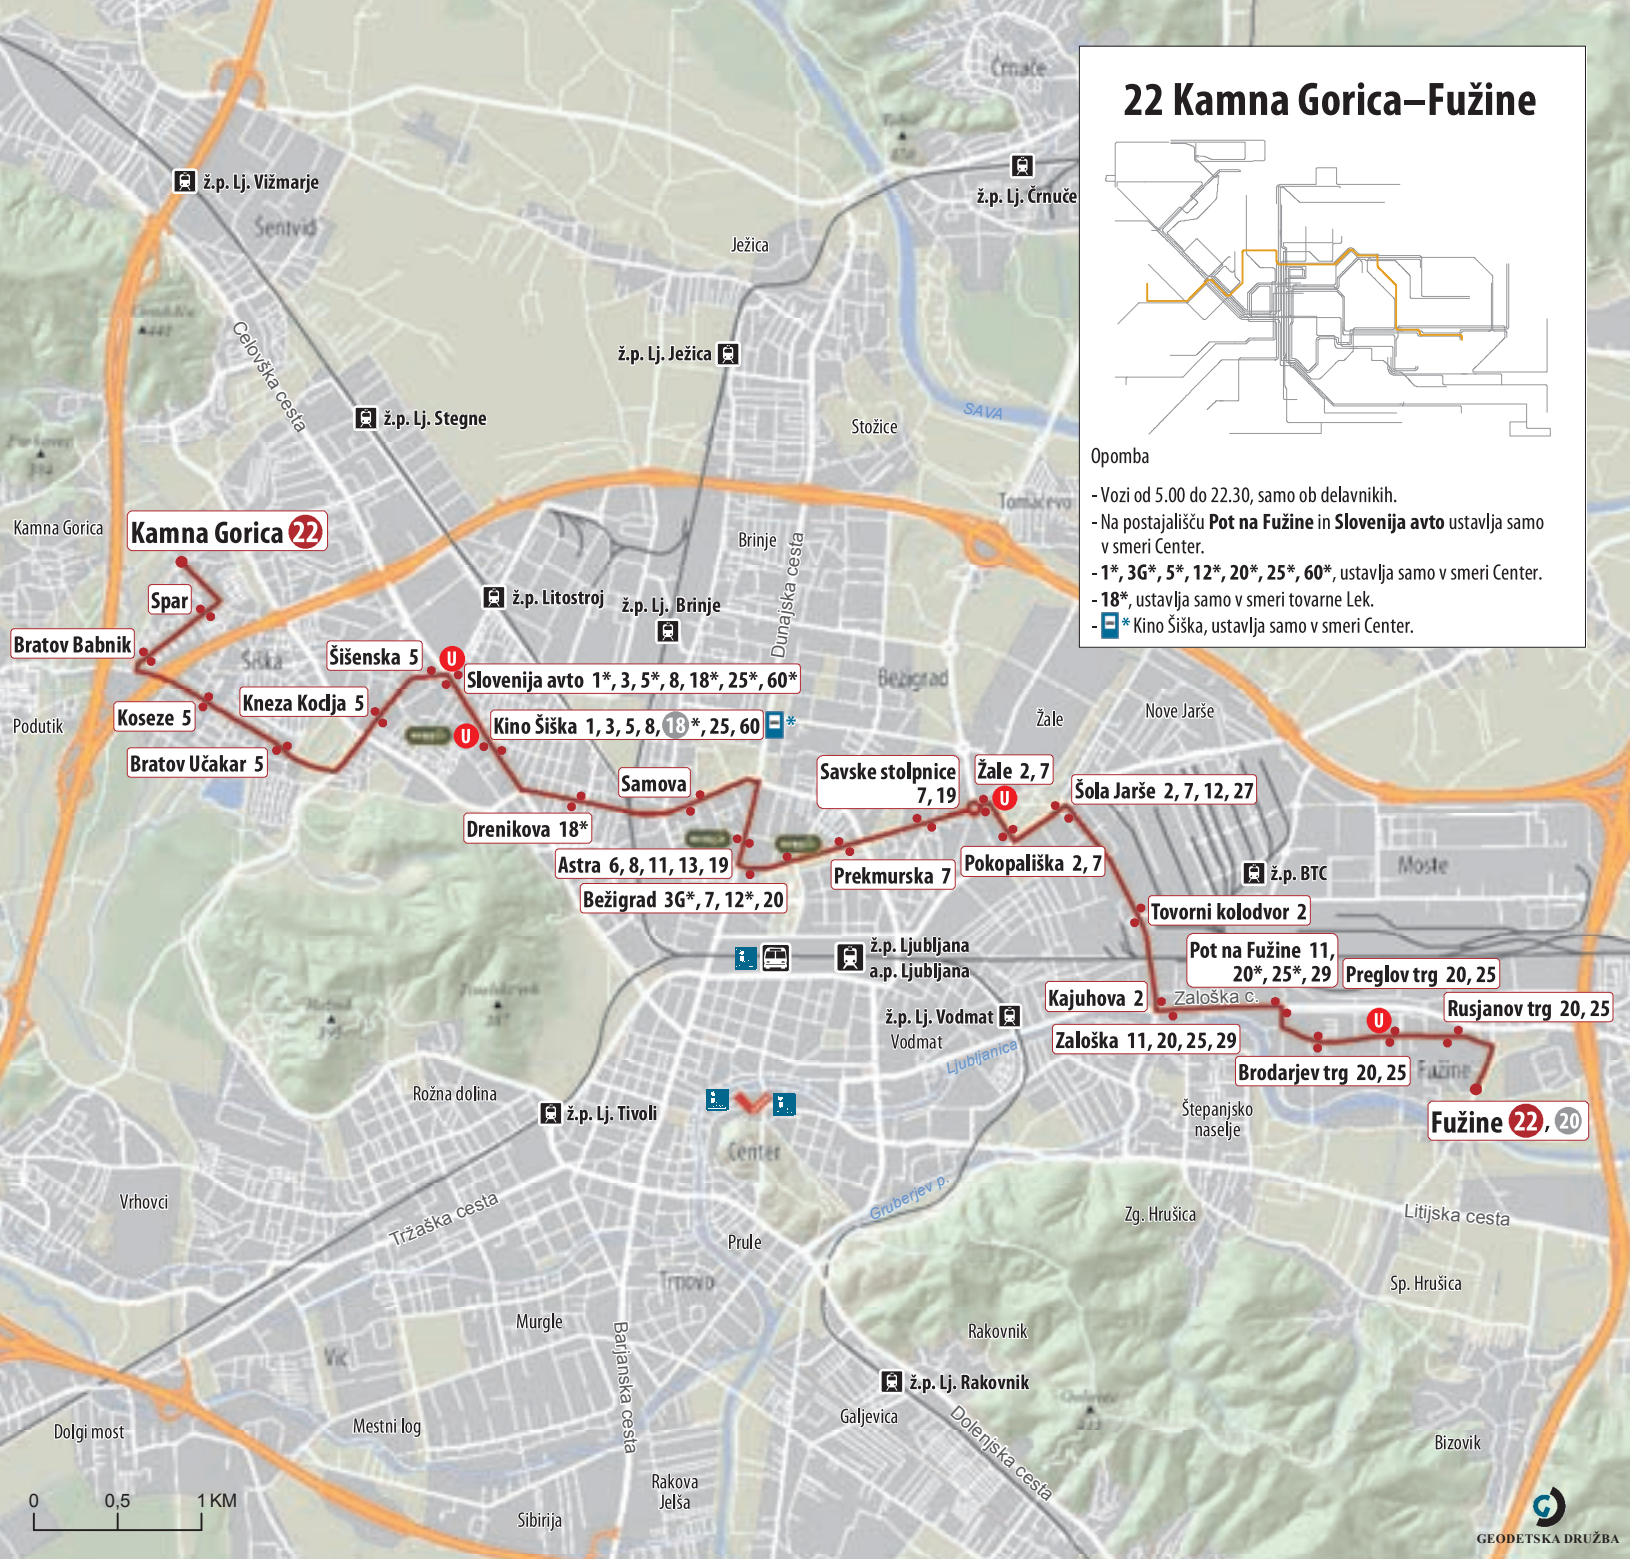 22 Kamna Gorica–Fužine
Opomba
- Vozi od 5.00 do 22.30, samo ob delavnikih.
- Na postajališču Pot na Fužine in Slovenija avto ustavlja samo
v smeri Center.
- 1*, 3G*, 5*, 12*, 20*, 25*, 60*, ustavlja samo v smeri Center.
- 18*, ustavlja samo v smeri tovarne Lek.
- * Kino Šiška, ustavlja samo v smeri Center.
Črnuče
ž.p. Lj. Črnuče
ž.p. Lj. Vižmarje
Šentvid
Ježica
ž.p. Lj. Ježica
Celovška cesta
ž.p. Lj. Stegne
SAVA
Stožice
Tomačevo
Kamna Gorica
Kamna Gorica 22
Brinje
Dunajska cesta
Spar
ž.p. Litostroj
ž.p. Lj. Brinje
Bratov Babnik
Šiška
Šišenska 5
U
Slovenija avto 1*, 3, 5*, 8, 18*, 25*, 60*
Bežigrad
Koseze 5
Kneza Koclja 5
Podutik
U
Kino Šiška 1, 3, 5, 8, 18*, 25, 60 *
Žale
Nove Jarše
Bratov Učakar 5
Samova
Savske stolpnice
7, 19
Žale 2, 7
U
Šola Jarše 2, 7, 12, 27
Drenikova 18*
Astra 6, 8, 11, 13, 19
Prekmurska 7
Pokopališka 2, 7
Moste
Bežigrad 3G*, 7, 12*, 20
ž.p. BTC
Tovorni kolodvor 2
ž.p. Ljubljana
a.p. Ljubljana
Pot na Fužine 11,
20*, 25*, 29
Preglov trg 20, 25
Kajuhova 2
Zaloška c.
Rusjanov trg 20, 25
ž.p. Lj. Vodmat
Vodmat
U
Zaloška 11, 20, 25, 29
Ljubljanica
Brodarjev trg 20, 25
Fužine
Rožna dolina
ž.p. Lj. Tivoli
Štepanjsko
naselje
Fužine 22, 20
Center
Vrhovci
Tržaška cesta
Gruberjev p.
Zg. Hrušica
Litijska cesta
Prule
Trnovo
Sp. Hrušica
Murgle
Barjanska cesta
Rakovnik
Vič
ž.p. Lj. Rakovnik
Galjevica
Dolenjska cesta
Dolgi most
Mestni log
Bizovik
Rakova
Jelša
Sibirija
0 0,5 1 KM
GEODETSKA DRUŽBA